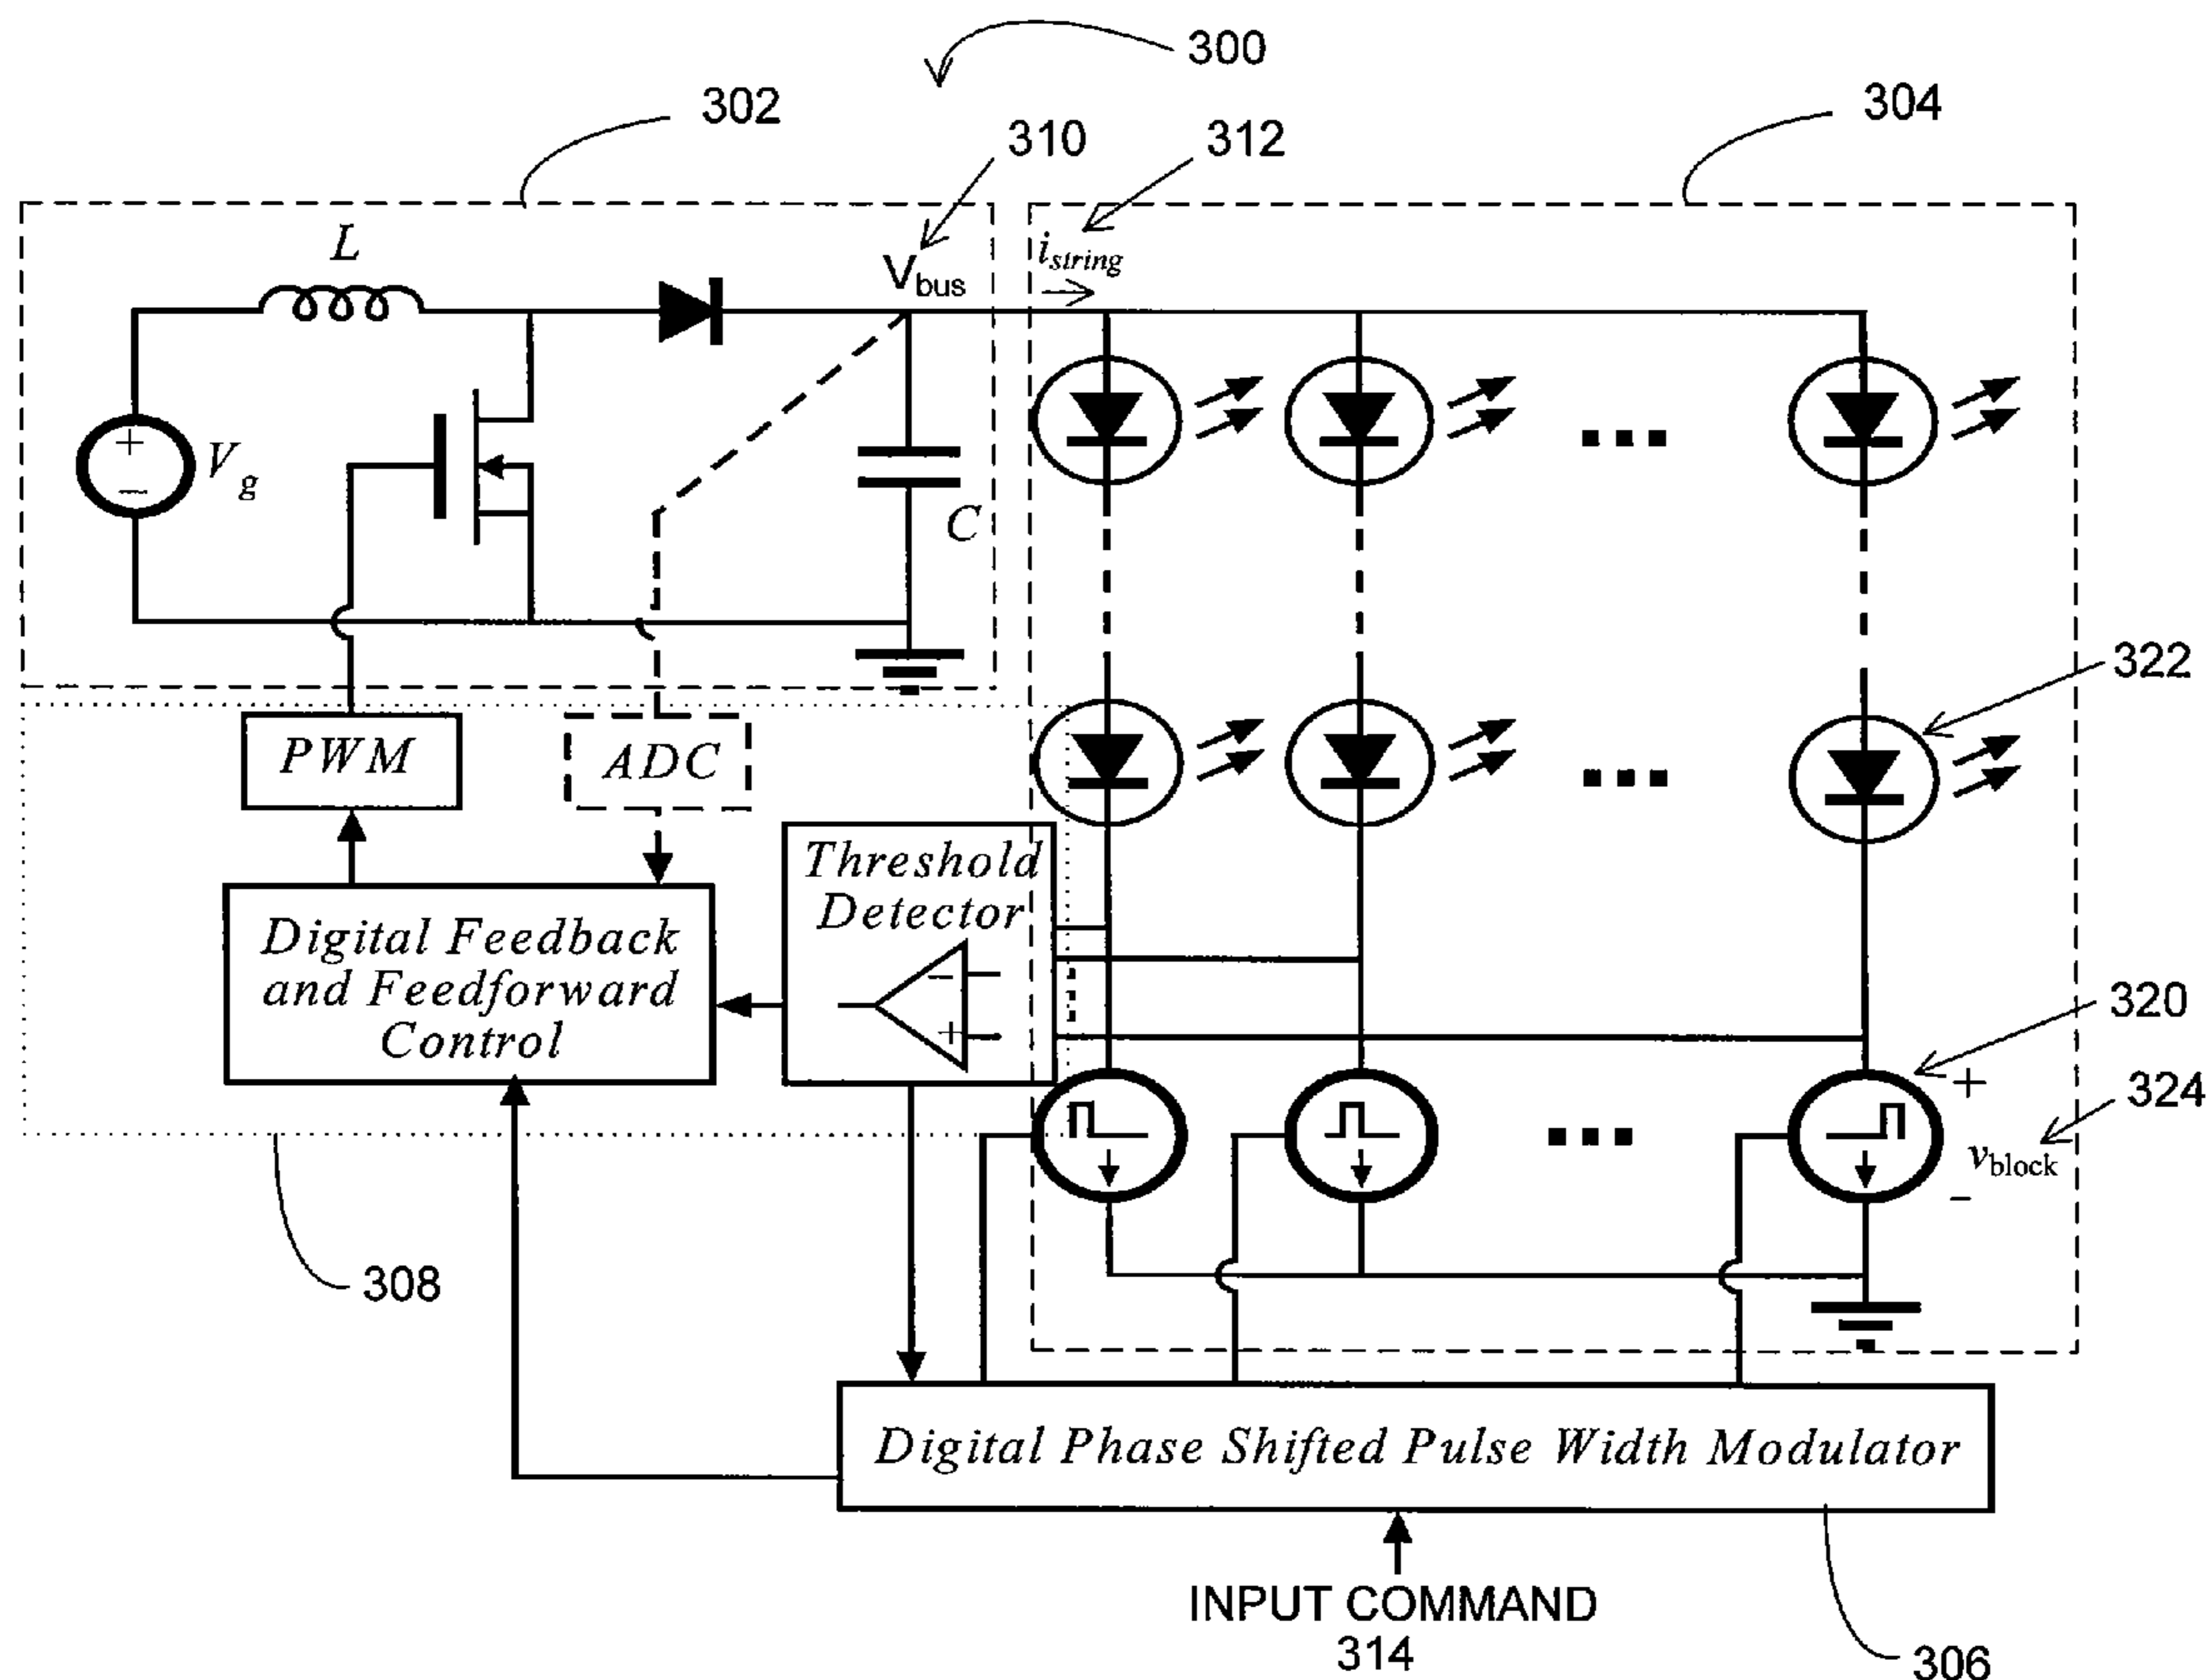 300
302
304
310
312
L
V_bus
i_string
+
V_g
−
C
322
PWM
ADC
Threshold
Detector
Digital Feedback
and Feedforward
Control
−
+
320
+
324
v_block
−
308
Digital Phase Shifted Pulse Width Modulator
INPUT COMMAND
314
306